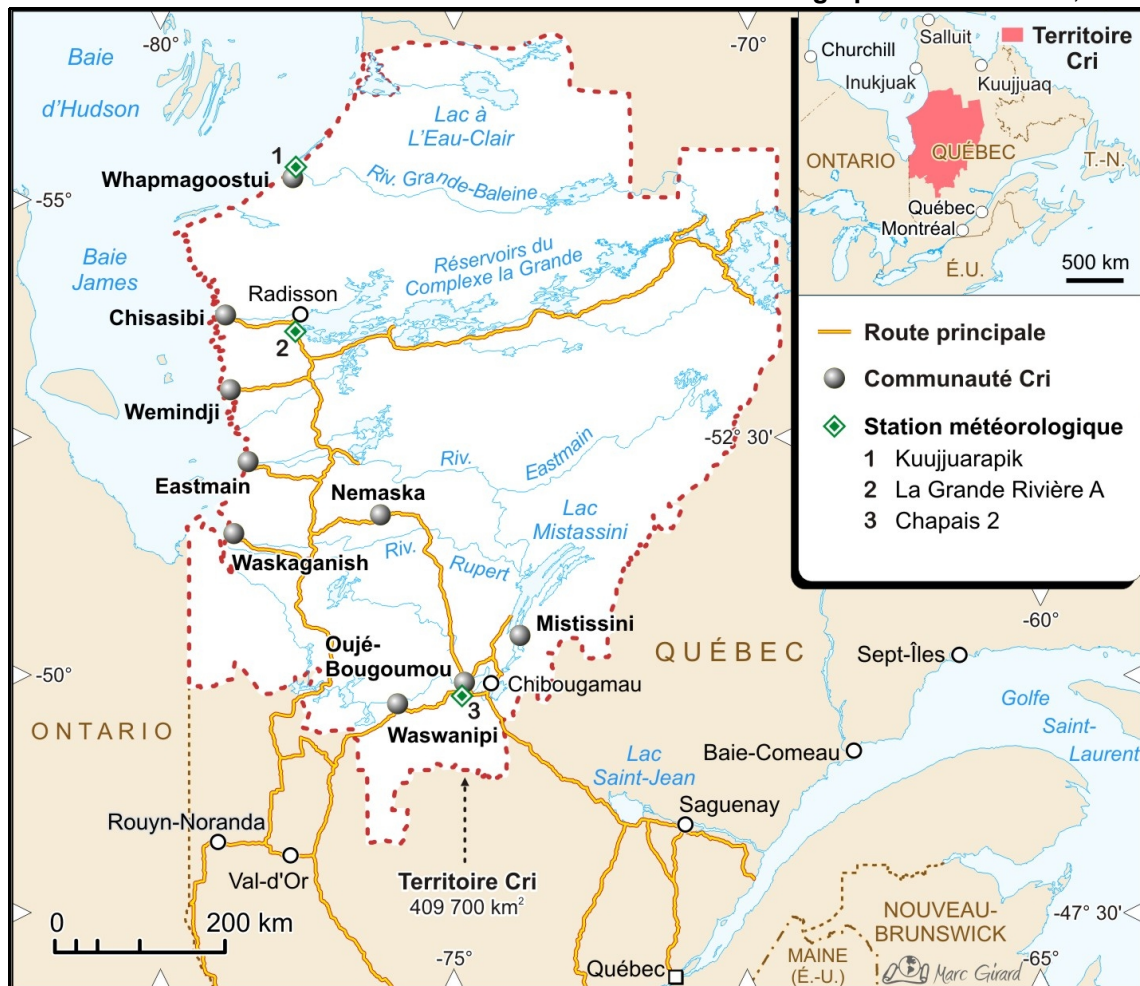 -80°
-70°
Baie
d'Hudson
Lac à
L'Eau-Clair
1
Whapmagoostui
Riv. Grande-Baleine
-55°
Baie
James
Réservoirs du
Complexe la Grande
Radisson
Chisasibi
2
Wemindji
-52° 30'
Riv.
Eastmain
Eastmain
Nemaska
Lac
Mistassini
Waskaganish
Riv.
Rupert
Mistissini
Oujé-
Bougoumou
-50°
Chibougamau
3
Waswanipi
ONTARIO
QUÉBEC
-60°
Sept-Îles
Golfe
Saint-
Laurent
Baie-Comeau
Lac
Saint-Jean
Saguenay
Rouyn-Noranda
Val-d'Or
Territoire Cri
409 700 km²
0
200 km
-75°
Québec
NOUVEAU-
BRUNSWICK
-47° 30'
MAINE
(É.-U.)
-65°
Marc Girard
Salluit
Territoire
Cri
Churchill
Inukjuak
Kuujjuaq
ONTARIO
QUÉBEC
T.-N.
Québec
Montréal
É.U.
500 km
Route principale
Communauté Cri
Station météorologique
1 Kuujjuarapik
2 La Grande Rivière A
3 Chapais 2